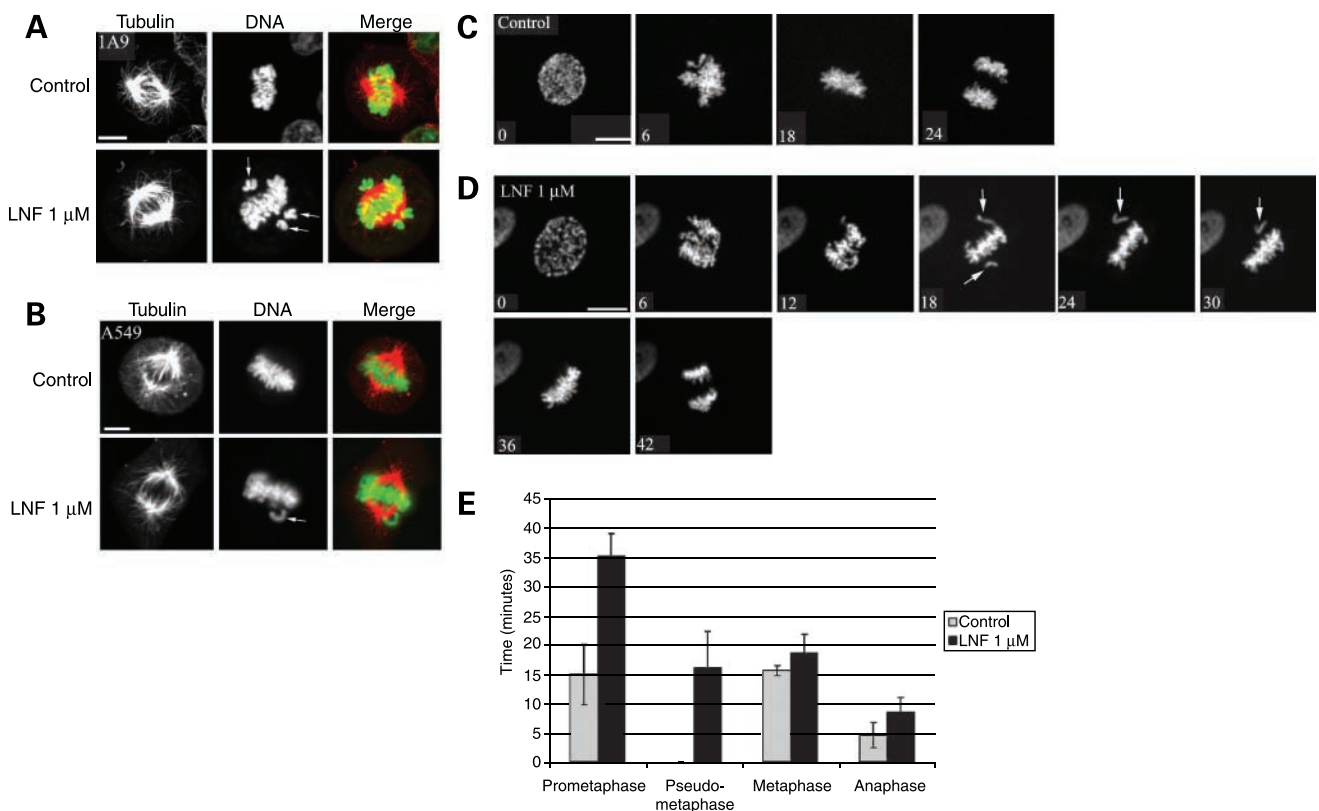 A
Tubulin DNA Merge
1A9
Control
LNF 1 µM
B
Tubulin DNA Merge
A549
Control
LNF 1 µM
C
Control
0 6 18 24
D
LNF 1 µM
0 6 12 18 24 30
36 42
E
45
40
35
30
25
20
15
10
5
0
Time (minutes)
Prometaphase Pseudo-metaphase Metaphase Anaphase
Control
LNF 1 µM